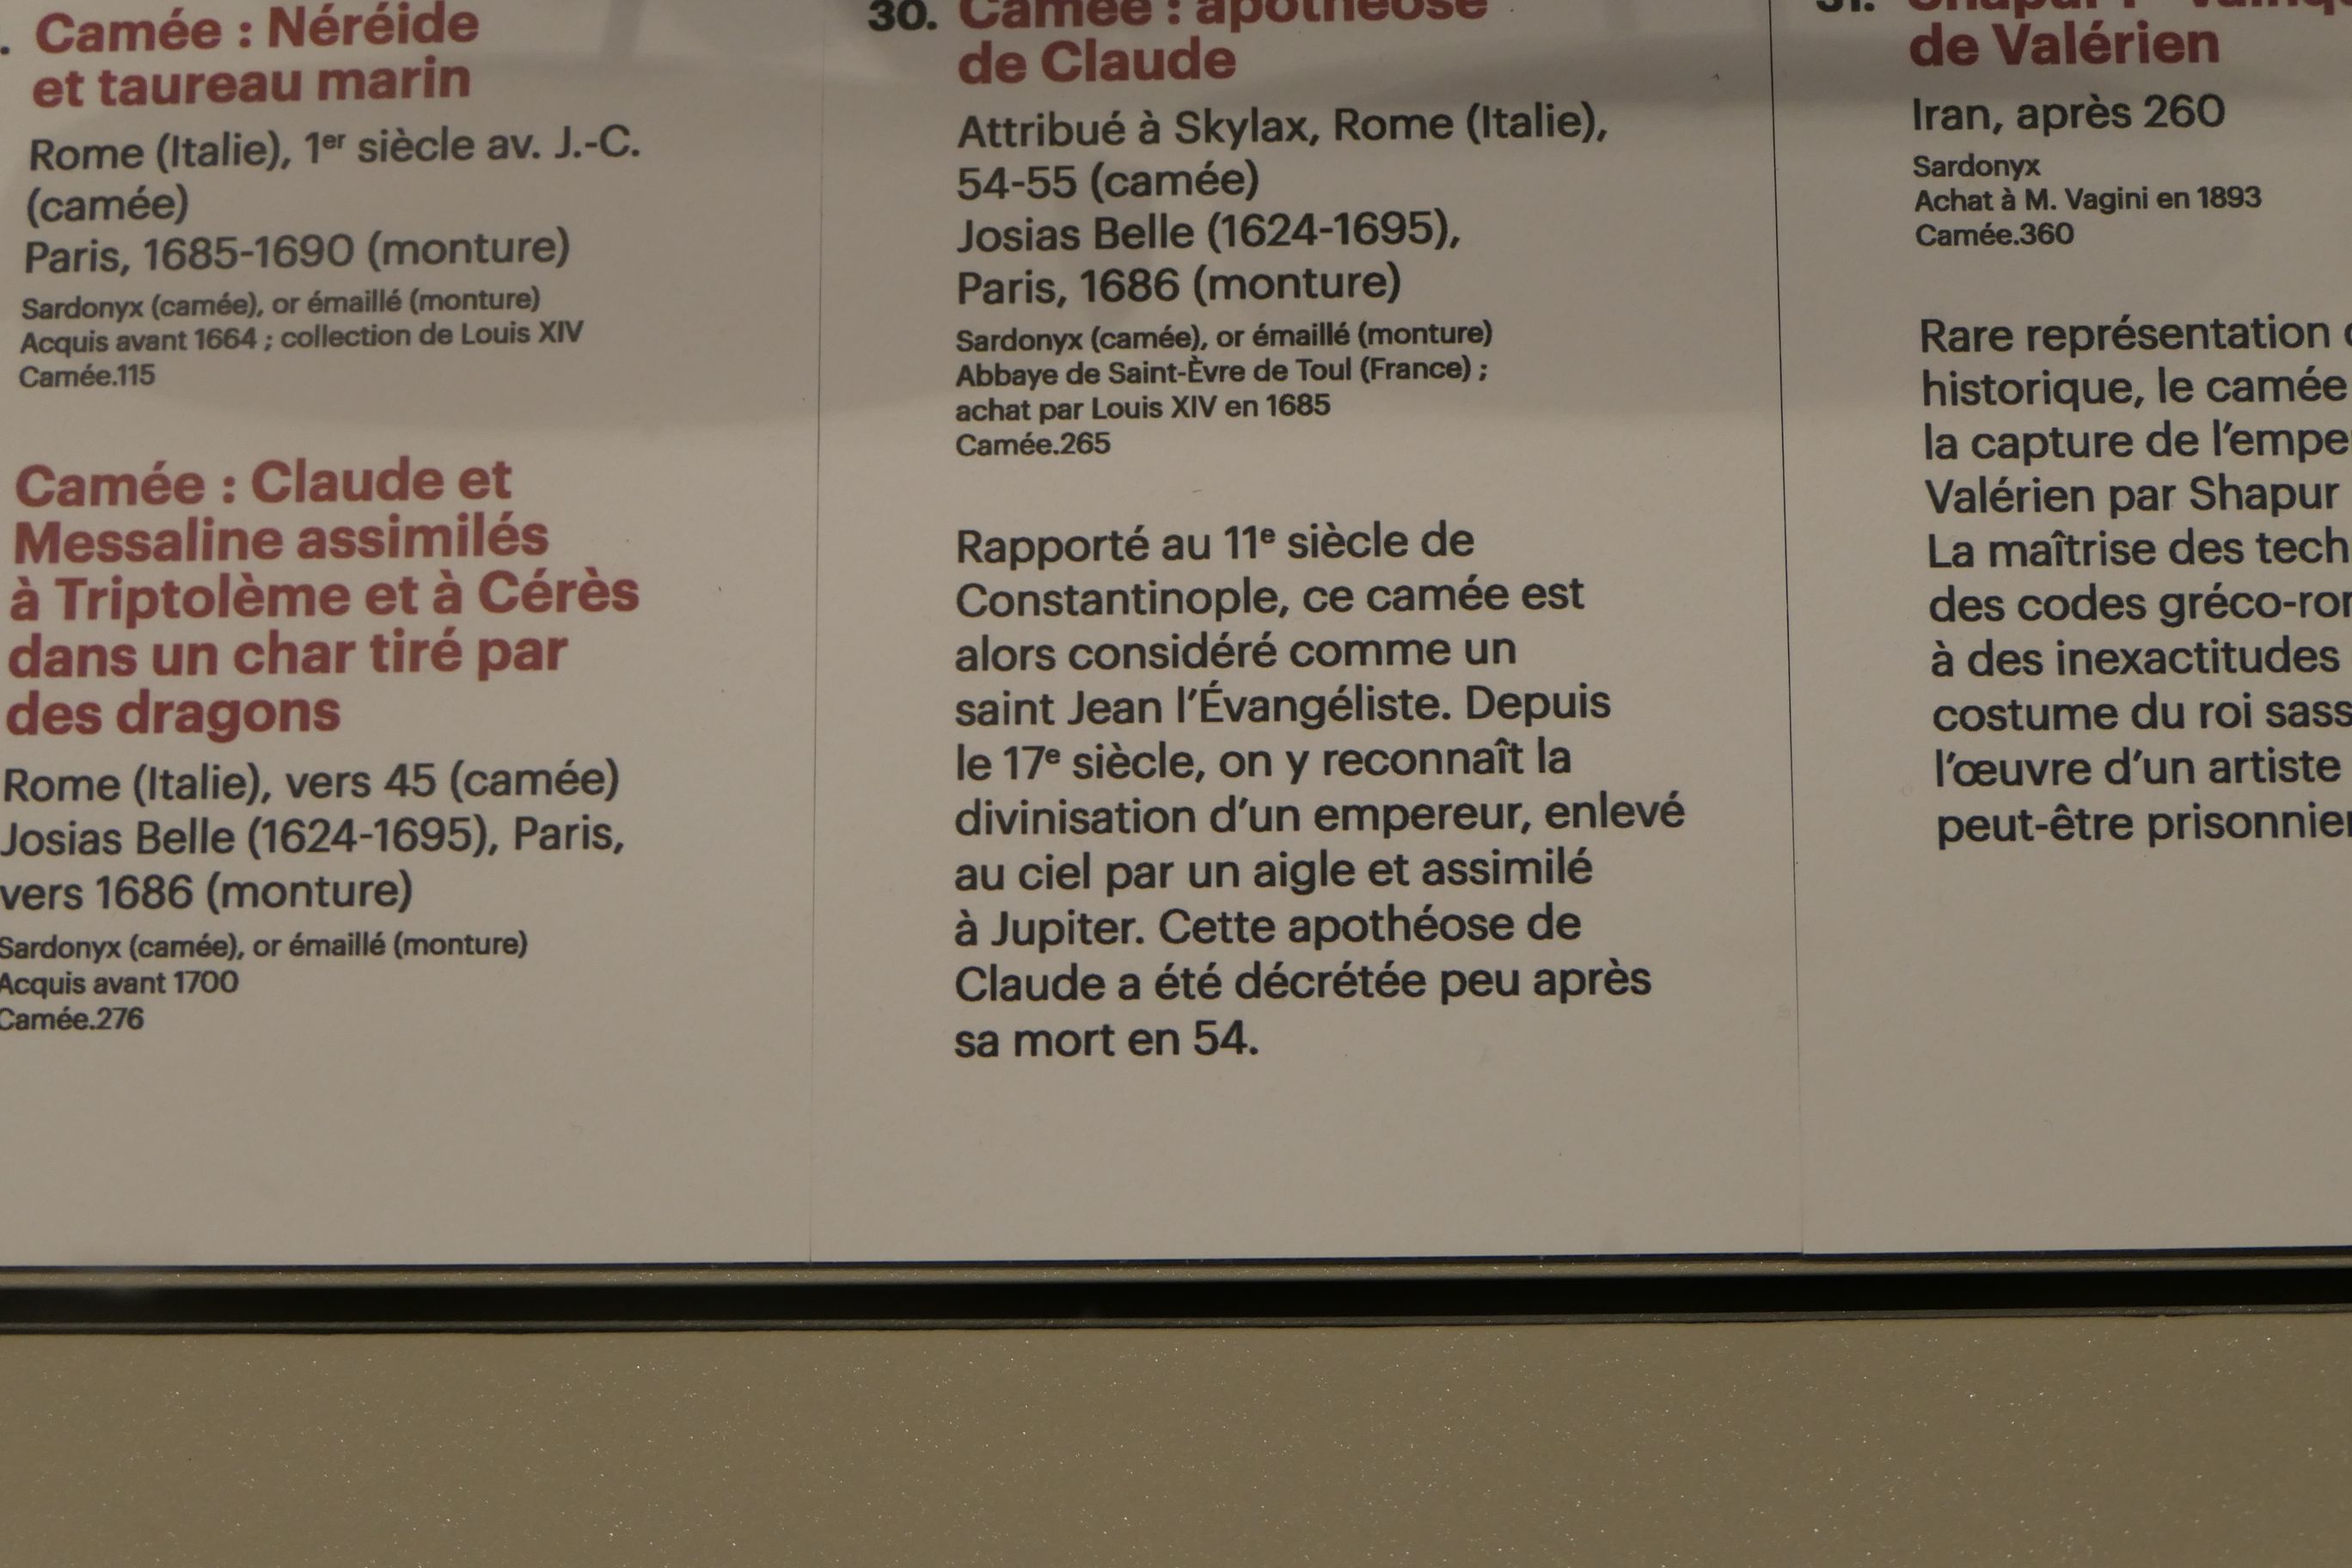 Camée : Néréide
et taureau marin
Rome (Italie), 1er siècle av. J.-C.
(camée)
Paris, 1685-1690 (monture)
Sardonyx (camée), or émaillé (monture)
Acquis avant 1664 ; collection de Louis XIV
Camée.115
Camée : Claude et
Messaline assimilés
à Triptolème et à Cérès
dans un char tiré par
des dragons
Rome (Italie), vers 45 (camée)
Josias Belle (1624-1695), Paris,
vers 1686 (monture)
Sardonyx (camée), or émaillé (monture)
Acquis avant 1700
Camée.276
30. Camée : apothéose
de Claude
Attribué à Skylax, Rome (Italie),
54-55 (camée)
Josias Belle (1624-1695),
Paris, 1686 (monture)
Sardonyx (camée), or émaillé (monture)
Abbaye de Saint-Èvre de Toul (France) ;
achat par Louis XIV en 1685
Camée.265
Rapporté au 11e siècle de
Constantinople, ce camée est
alors considéré comme un
saint Jean l'Évangéliste. Depuis
le 17e siècle, on y reconnaît la
divinisation d'un empereur, enlevé
au ciel par un aigle et assimilé
à Jupiter. Cette apothéose de
Claude a été décrétée peu après
sa mort en 54.
31. Shapur
de Valérien
Iran, après 260
Sardonyx
Achat à M. Vagini en 1893
Camée.360
Rare représentation
historique, le camée
la capture de l'empe
Valérien par Shapur
La maîtrise des tech
des codes gréco-ro
à des inexactitudes
costume du roi sass
l'œuvre d'un artiste
peut-être prisonnie